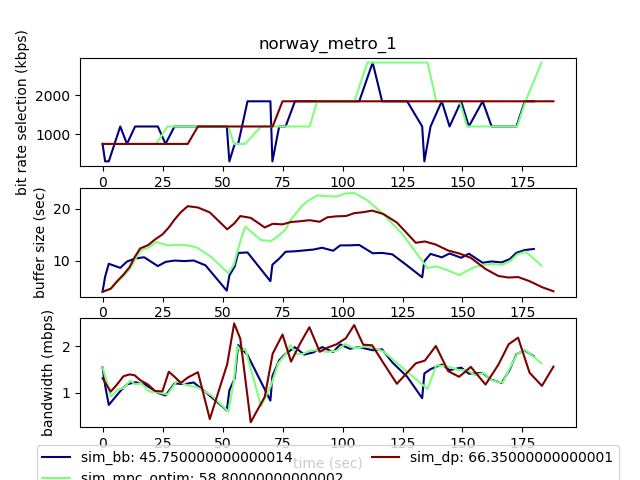 norway_metro_1
bit rate selection (kbps)
2000
1000
0 25 50 75 100 125 150 175
buffer size (sec)
20
10
0 25 50 75 100 125 150 175
bandwidth (mbps)
2
1
0 25 50 75 100 125 150 175
time (sec)
sim_bb: 45.750000000000014
sim_mpc_optim: 58.80000000000002
sim_dp: 66.35000000000001